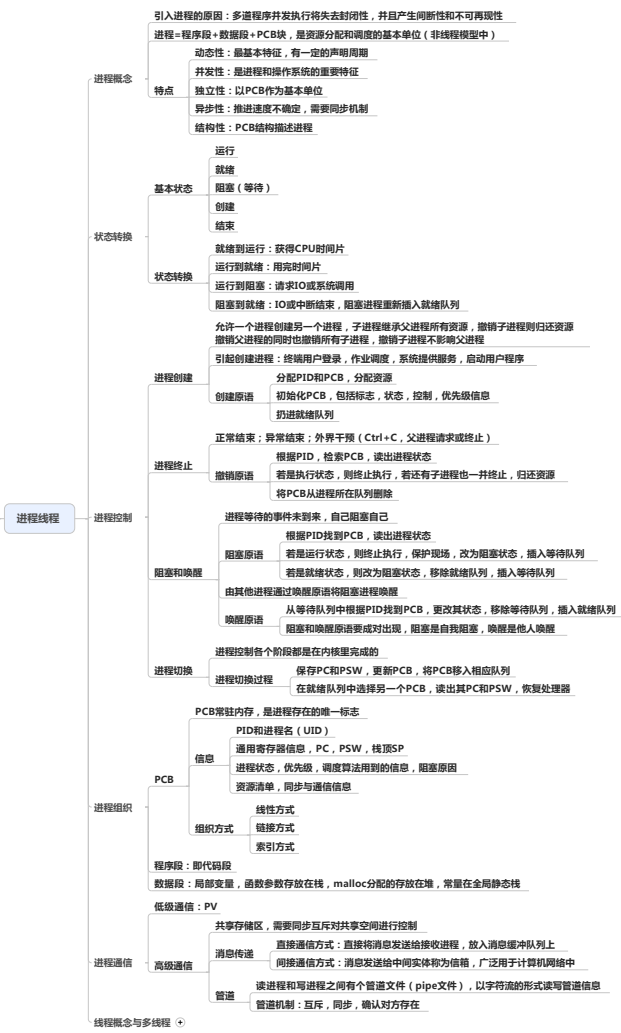 进程线程
进程概念
引入进程的原因：多道程序并发执行将失去封闭性，并且产生间断性和不可再现性
进程=程序段+数据段+PCB块，是资源分配和调度的基本单位（非线程模型中）
特点
动态性：最基本特征，有一定的声明周期
并发性：是进程和操作系统的重要特征
独立性：以PCB作为基本单位
异步性：推进速度不确定，需要同步机制
结构性：PCB结构描述进程
状态转换
基本状态
运行
就绪
阻塞（等待）
创建
结束
状态转换
就绪到运行：获得CPU时间片
运行到就绪：用完时间片
运行到阻塞：请求IO或系统调用
阻塞到就绪：IO或中断结束，阻塞进程重新插入就绪队列
进程控制
进程创建
允许一个进程创建另一个进程，子进程继承父进程所有资源，撤销子进程则归还资源
撤销父进程的同时也撤销所有子进程，撤销子进程不影响父进程
引起创建进程：终端用户登录，作业调度，系统提供服务，启动用户程序
创建原语
分配PID和PCB，分配资源
初始化PCB，包括标志，状态，控制，优先级信息
扔进就绪队列
进程终止
正常结束；异常结束；外界干预（Ctrl+C，父进程请求或终止）
撤销原语
根据PID，检索PCB，读出进程状态
若是执行状态，则终止执行，若还有子进程也一并终止，归还资源
将PCB从进程所在队列删除
阻塞和唤醒
进程等待的事件未到来，自己阻塞自己
阻塞原语
根据PID找到PCB，读出进程状态
若是运行状态，则终止执行，保护现场，改为阻塞状态，插入等待队列
若是就绪状态，则改为阻塞状态，移除就绪队列，插入等待队列
由其他进程通过唤醒原语将阻塞进程唤醒
唤醒原语
从等待队列中根据PID找到PCB，更改其状态，移除等待队列，插入就绪队列
阻塞和唤醒原语要成对出现，阻塞是自我阻塞，唤醒是他人唤醒
进程切换
进程控制各个阶段都是在内核里完成的
进程切换过程
保存PC和PSW，更新PCB，将PCB移入相应队列
在就绪队列中选择另一个PCB，读出其PC和PSW，恢复处理器
进程组织
PCB
PCB常驻内存，是进程存在的唯一标志
信息
PID和进程名（UID）
通用寄存器信息，PC，PSW，栈顶SP
进程状态，优先级，调度算法用到的信息，阻塞原因
资源清单，同步与通信信息
组织方式
线性方式
链接方式
索引方式
程序段：即代码段
数据段：局部变量，函数参数存放在栈，malloc分配的存放在堆，常量在全局静态栈
进程通信
低级通信：PV
高级通信
共享存储区，需要同步互斥对共享空间进行控制
消息传递
直接通信方式：直接将消息发送给接收进程，放入消息缓冲队列上
间接通信方式：消息发送给中间实体称为信箱，广泛用于计算机网络中
管道
读进程和写进程之间有个管道文件（pipe文件），以字符流的形式读写管道信息
管道机制：互斥，同步，确认对方存在
线程概念与多线程